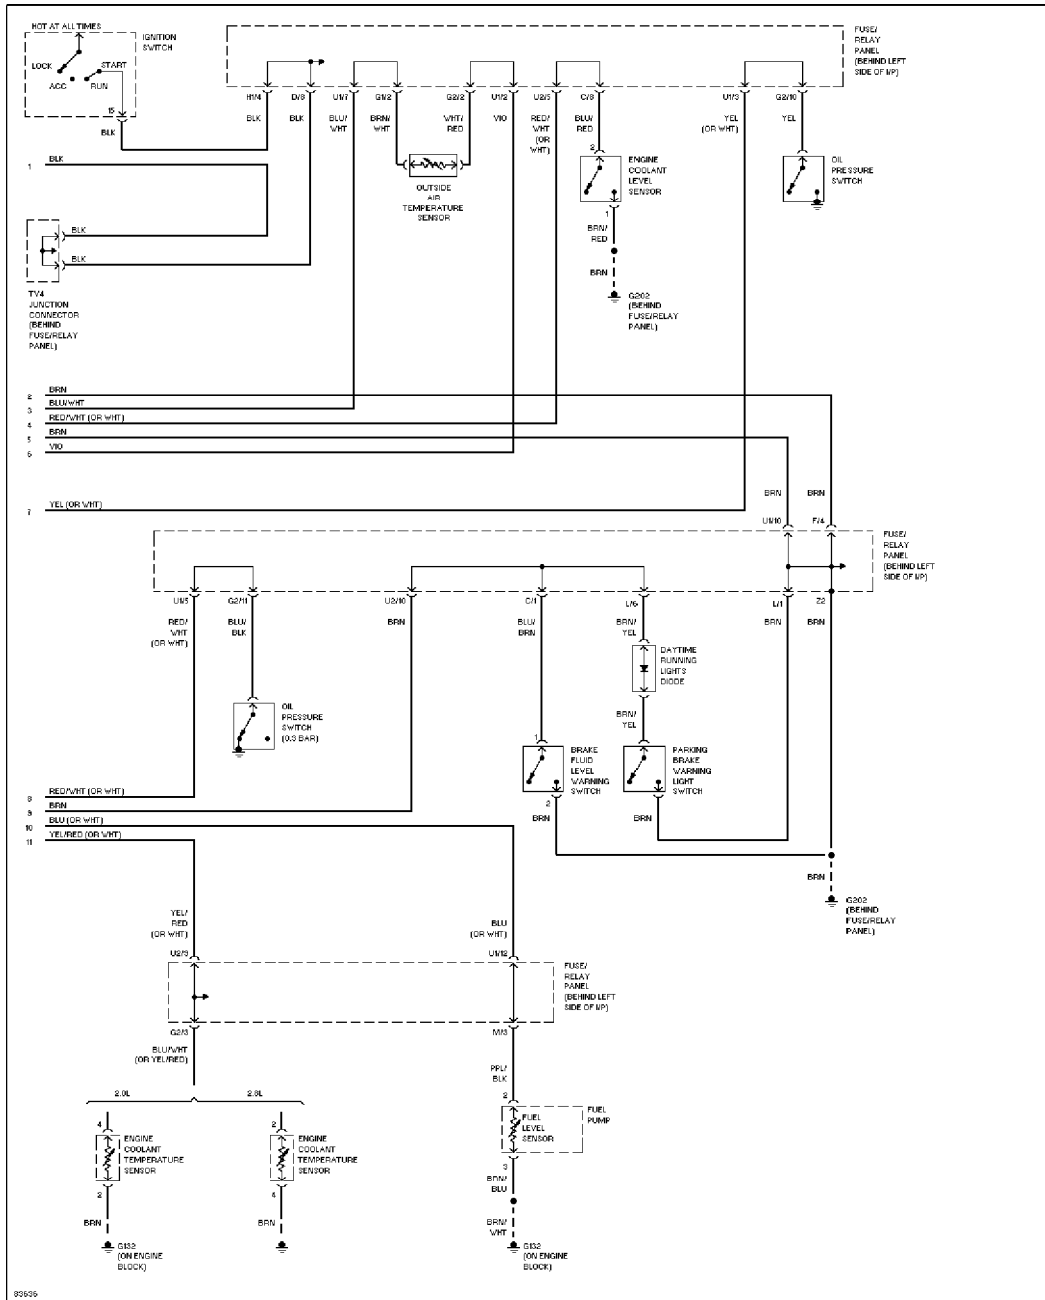 HOT AT ALL TIMES
IGNITION
SWITCH
LOCK
START
ACC
RUN
15
BLK
FUSE/
RELAY
PANEL
(BEHIND LEFT
SIDE OF I/P)
H1/4
D/8
U1/7
G1/2
G2/2
U1/2
U2/5
C/8
U1/3
G2/10
BLK
BLK
BLU/
WHT
BRN/
WHT
WHT/
RED
VIO
RED/
WHT
(OR
WHT)
BLU/
RED
YEL
(OR WHT)
YEL
OUTSIDE
AIR
TEMPERATURE
SENSOR
2
ENGINE
COOLANT
LEVEL
SENSOR
1
BRN/
RED
BRN
G202
(BEHIND
FUSE/RELAY
PANEL)
OIL
PRESSURE
SWITCH
1
BLK
BLK
BLK
TV4
JUNCTION
CONNECTOR
(BEHIND
FUSE/RELAY
PANEL)
2
BRN
3
BLU/WHT
4
RED/WHT (OR WHT)
5
BRN
6
VIO
7
YEL (OR WHT)
BRN
BRN
U1/10
F/4
FUSE/
RELAY
PANEL
(BEHIND LEFT
SIDE OF I/P)
U1/5
G2/11
U2/10
C/1
L/6
L/1
Z2
RED/
WHT
(OR WHT)
BLU/
BLK
BRN
BLU/
BRN
BRN/
YEL
BRN
BRN
DAYTIME
RUNNING
LIGHTS
DIODE
BRN/
YEL
OIL
PRESSURE
SWITCH
(0.3 BAR)
1
BRAKE
FLUID
LEVEL
WARNING
SWITCH
2
BRN
PARKING
BRAKE
WARNING
LIGHT
SWITCH
BRN
8
RED/WHT (OR WHT)
9
BRN
10
BLU (OR WHT)
11
YEL/RED (OR WHT)
BRN
G202
(BEHIND
FUSE/RELAY
PANEL)
YEL/
RED
(OR WHT)
BLU
(OR WHT)
U2/9
U1/12
FUSE/
RELAY
PANEL
(BEHIND LEFT
SIDE OF I/P)
G2/3
M/3
BLU/WHT
(OR YEL/RED)
PPL/
BLK
2.0L
2.8L
4
ENGINE
COOLANT
TEMPERATURE
SENSOR
2
BRN
G132
(ON ENGINE
BLOCK)
2
ENGINE
COOLANT
TEMPERATURE
SENSOR
4
BRN
2
FUEL
LEVEL
SENSOR
FUEL
PUMP
3
BRN/
BLU
BRN/
WHT
G132
(ON ENGINE
BLOCK)
83636